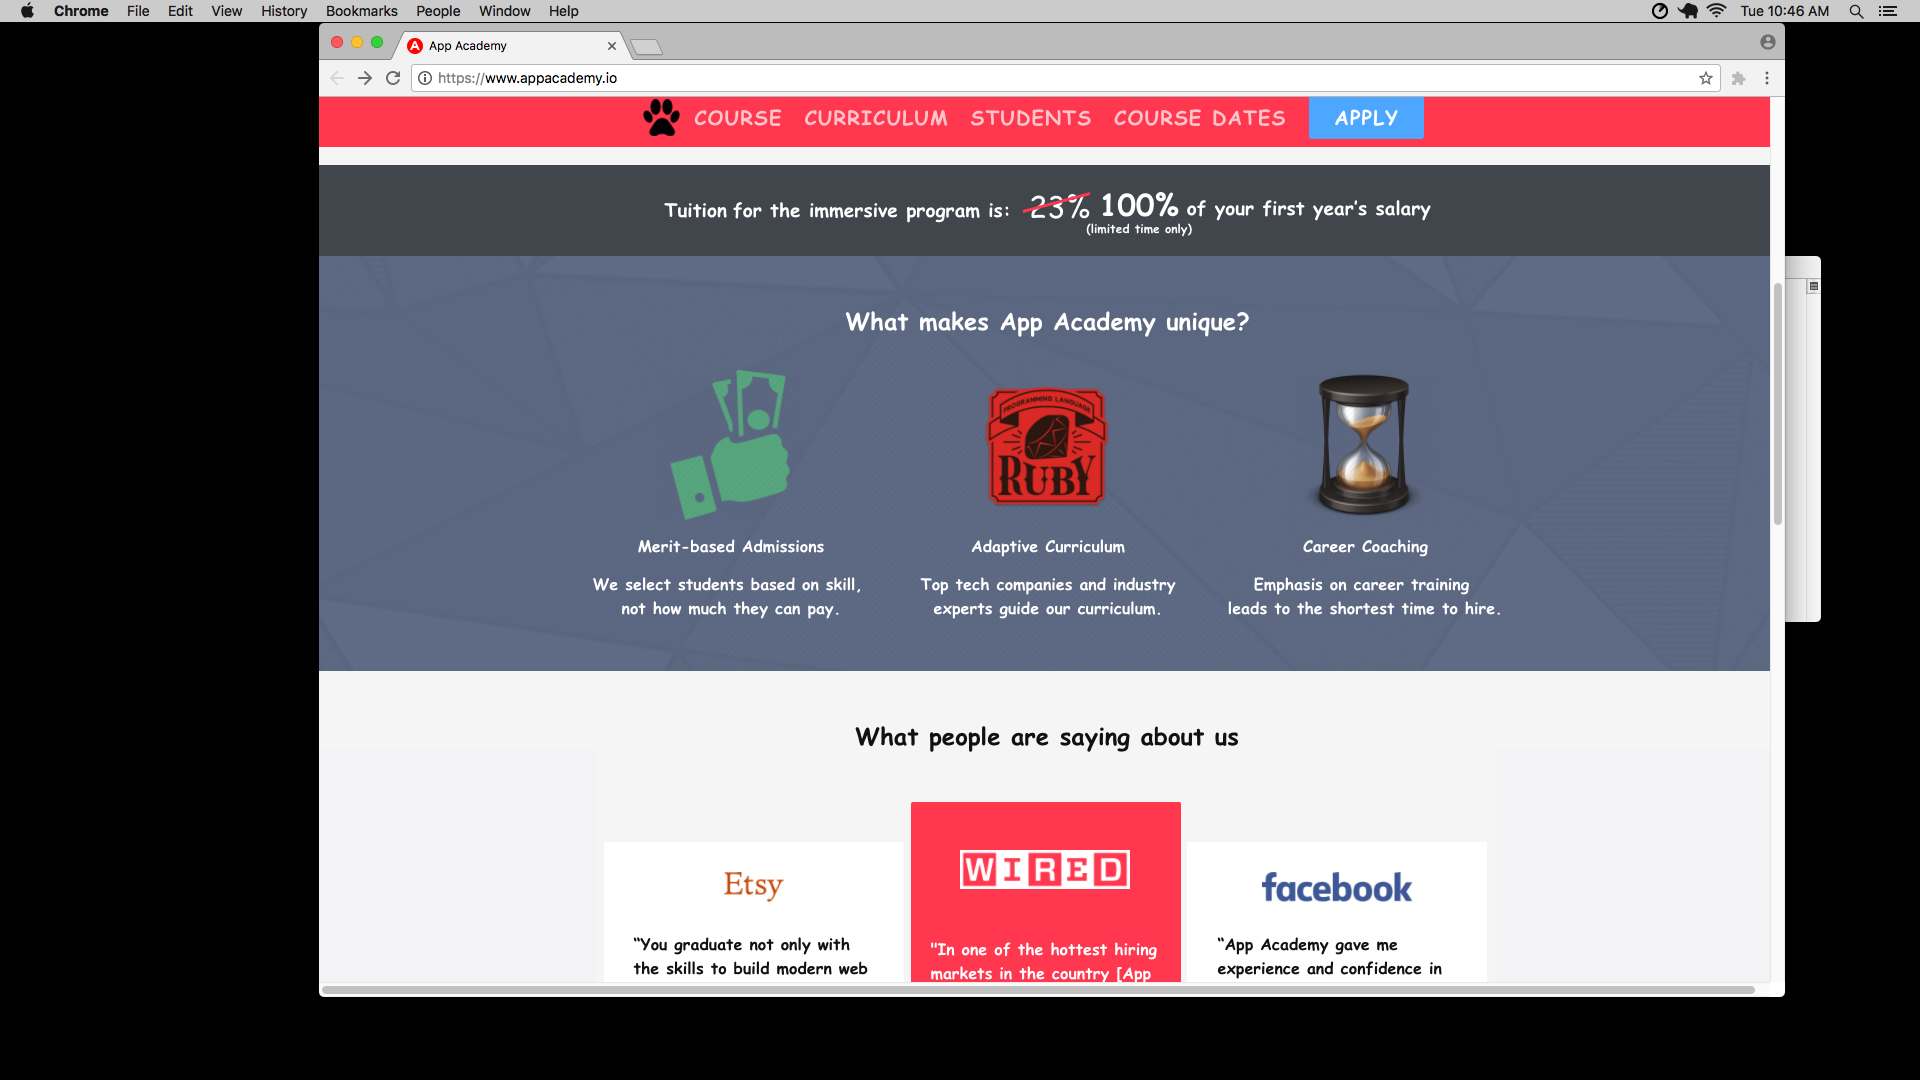 Chrome File Edit View History Bookmarks People Window Help Tue 10:46 AM
App Academy
https://www.appacademy.io
COURSE CURRICULUM STUDENTS COURSE DATES APPLY
Tuition for the immersive program is: 23% 100% of your first year's salary
(limited time only)
What makes App Academy unique?
PROGRAMMING LANGUAGE
RUBY
Merit-based Admissions
We select students based on skill,
not how much they can pay.
Adaptive Curriculum
Top tech companies and industry
experts guide our curriculum.
Career Coaching
Emphasis on career training
leads to the shortest time to hire.
What people are saying about us
Etsy
“You graduate not only with
the skills to build modern web
WIRED
"In one of the hottest hiring
markets in the country [App
facebook
“App Academy gave me
experience and confidence in